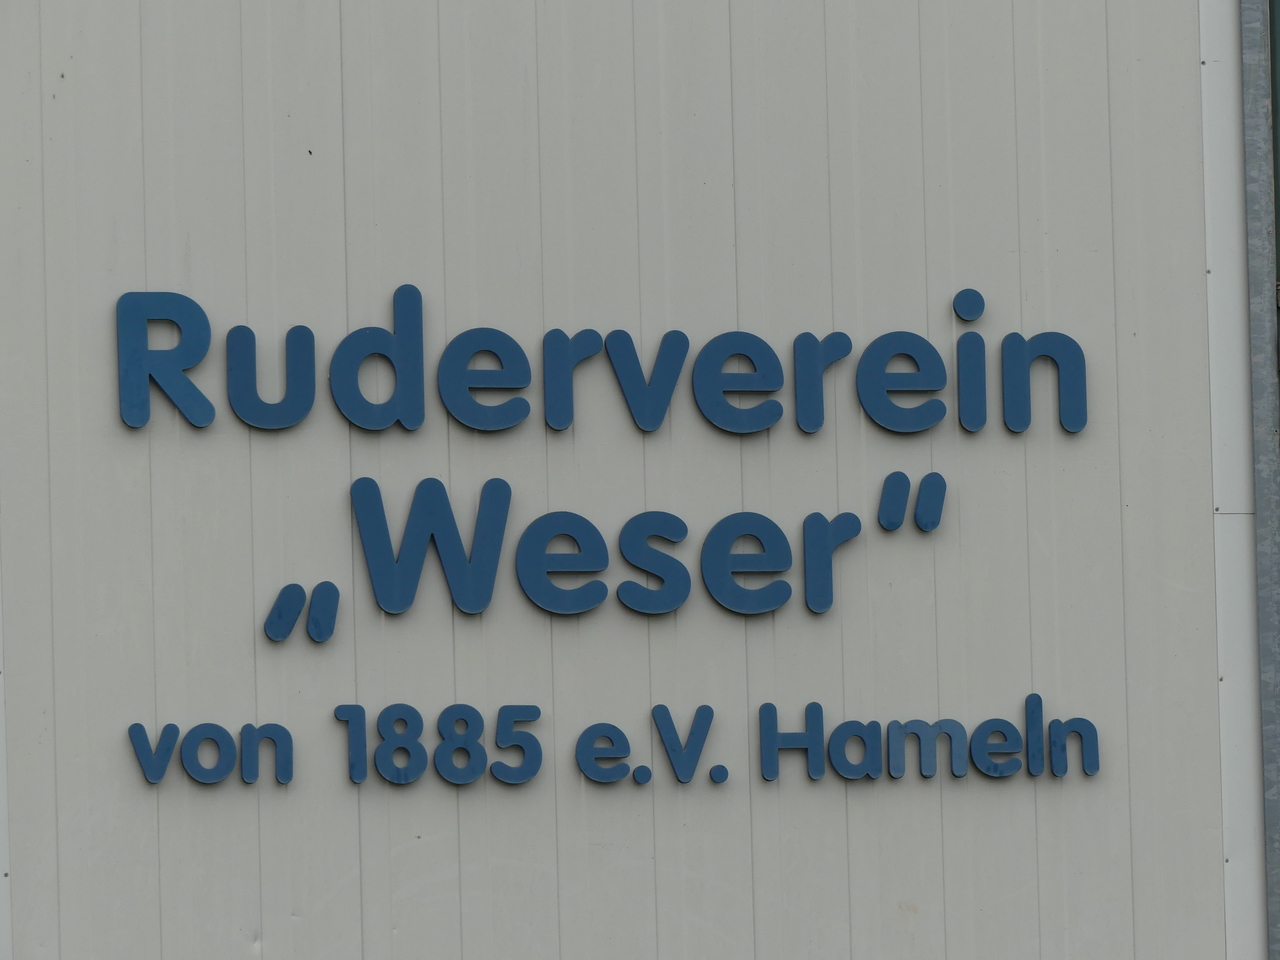 Ruderverein
„Weser“
von 1885 e.V. Hameln